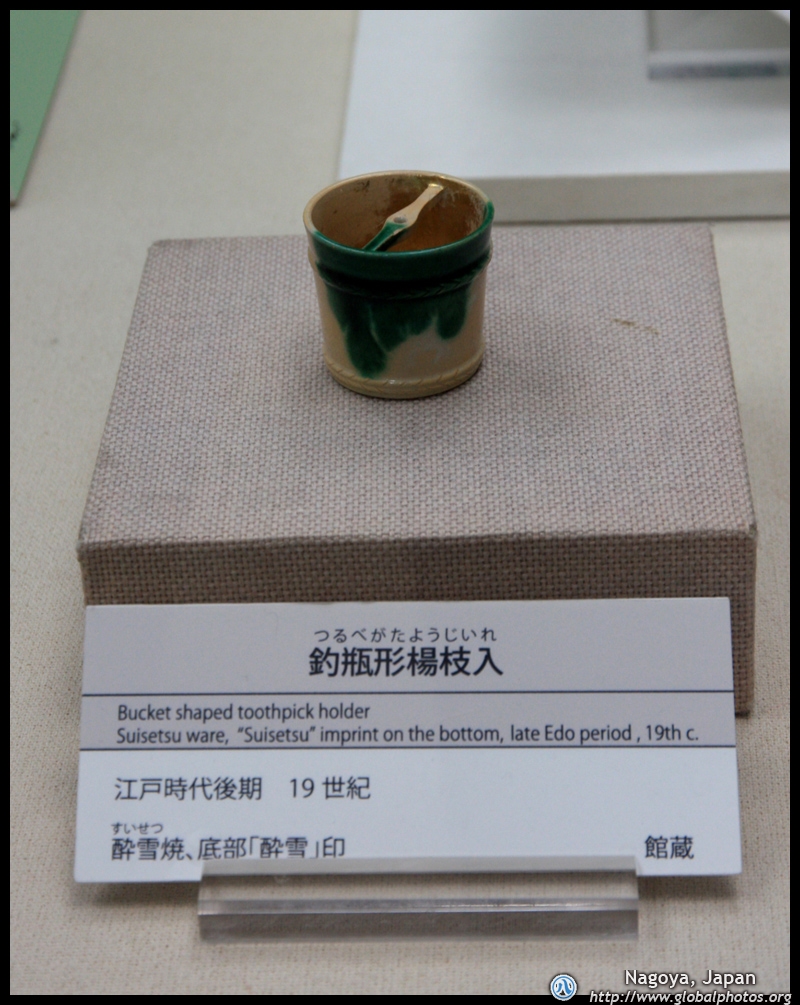 つるべがたようじいれ
釣瓶形楊枝入
Bucket shaped toothpick holder
Suisetsu ware, “Suisetsu” imprint on the bottom, late Edo period , 19th c.
江戸時代後期　19 世紀
すいせつ
酔雪焼、底部「酔雪」印　館蔵
Nagoya, Japan
http://www.globalphotos.org